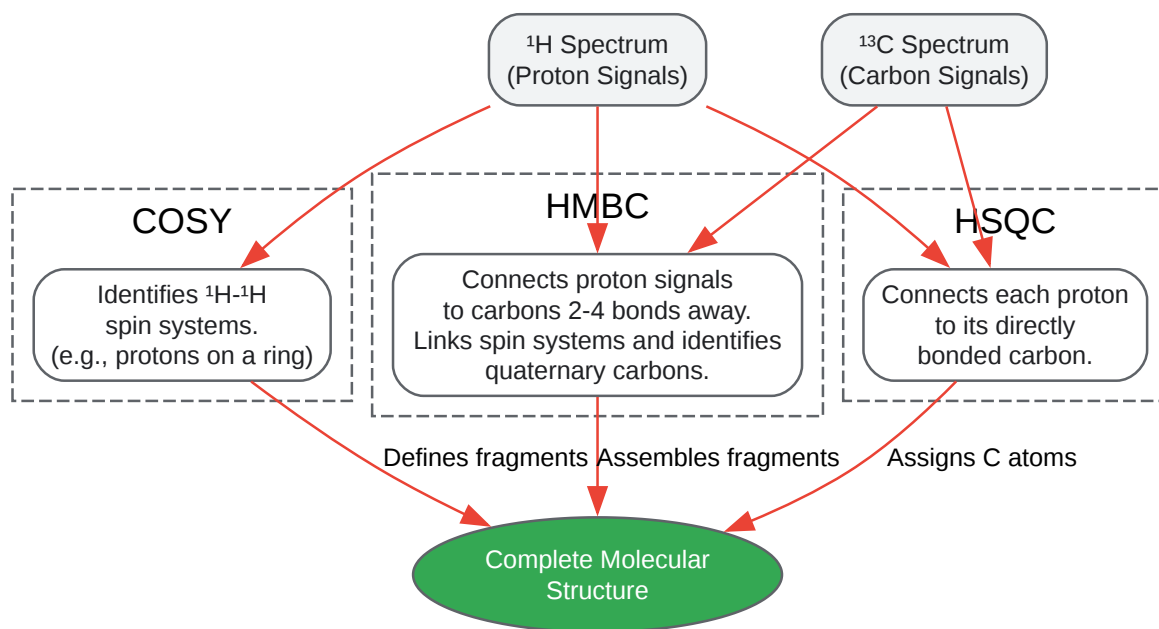 ¹H Spectrum
(Proton Signals)
¹³C Spectrum
(Carbon Signals)
COSY
Identifies ¹H-¹H
spin systems.
(e.g., protons on a ring)
HMBC
Connects proton signals
to carbons 2-4 bonds away.
Links spin systems and identifies
quaternary carbons.
HSQC
Connects each proton
to its directly
bonded carbon.
Defines fragments
Assembles fragments
Assigns C atoms
Complete Molecular
Structure